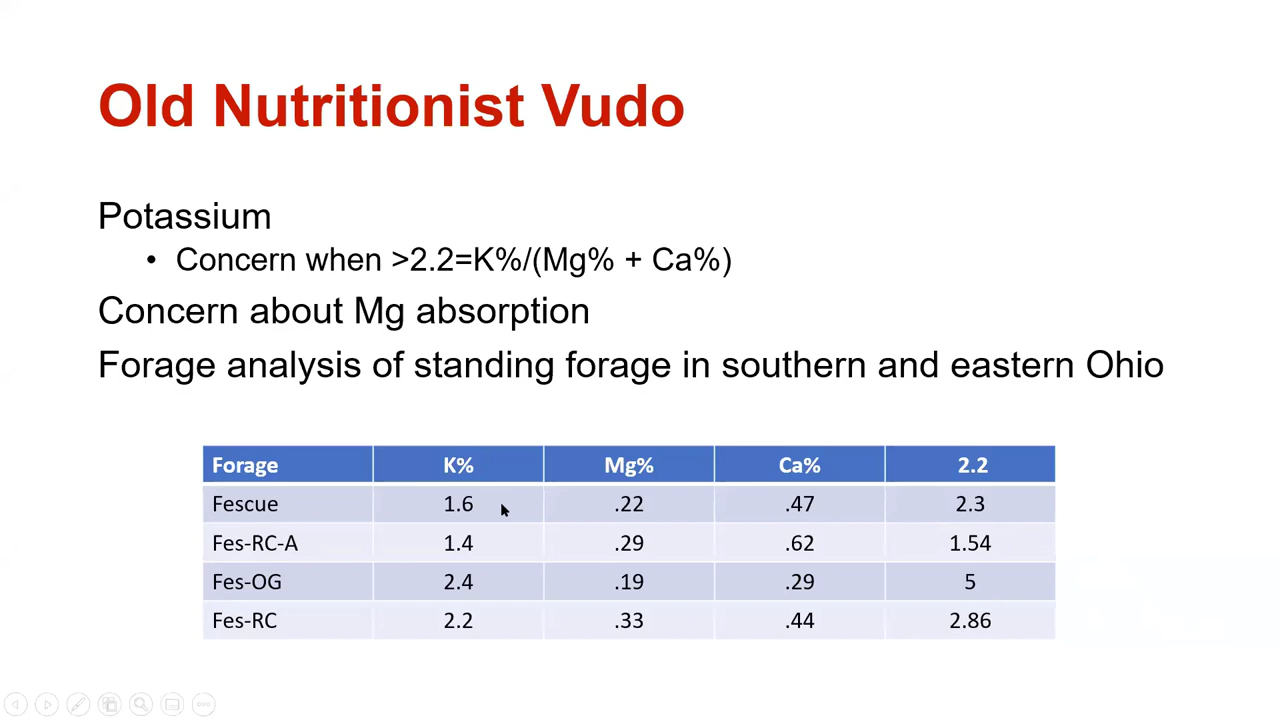 Old Nutritionist Vudo
Potassium
• Concern when >2.2=K%/(Mg% + Ca%)
Concern about Mg absorption
Forage analysis of standing forage in southern and eastern Ohio
Forage K% Mg% Ca% 2.2
Fescue 1.6 .22 .47 2.3
Fes-RC-A 1.4 .29 .62 1.54
Fes-OG 2.4 .19 .29 5
Fes-RC 2.2 .33 .44 2.86